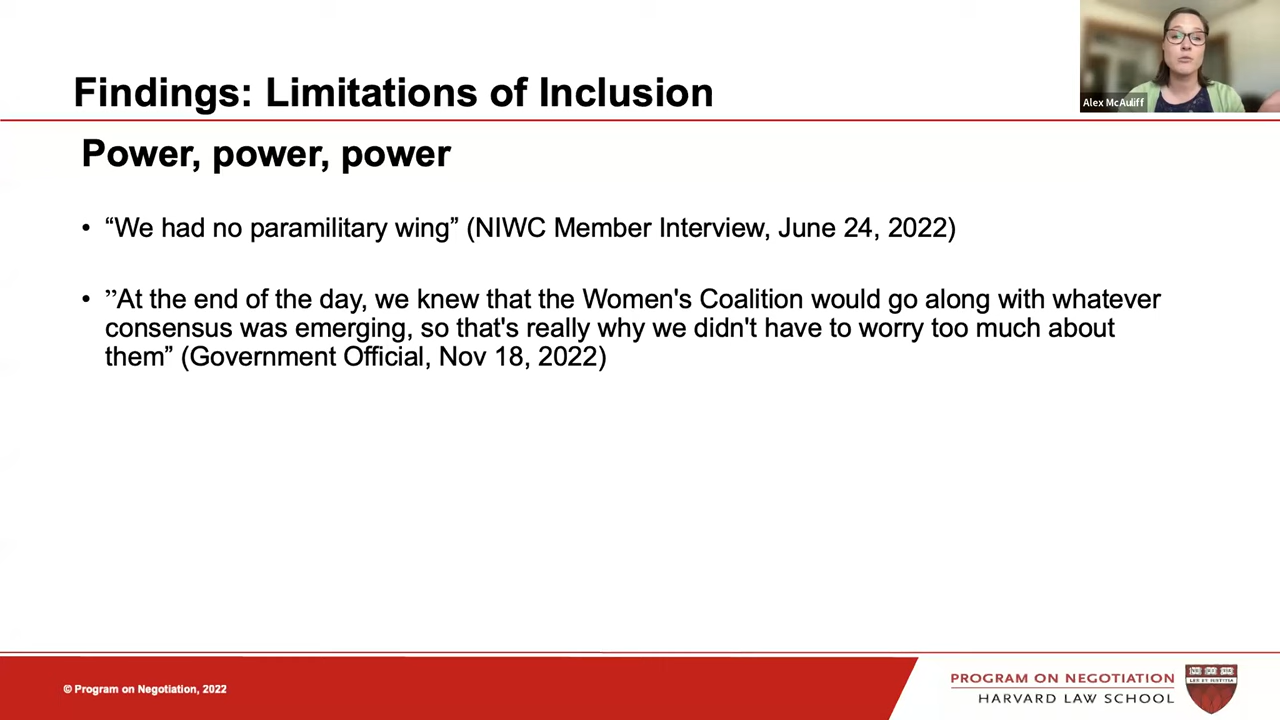 Alex McAuliff
Findings: Limitations of Inclusion
Power, power, power
• “We had no paramilitary wing” (NIWC Member Interview, June 24, 2022)
• ”At the end of the day, we knew that the Women's Coalition would go along with whatever
consensus was emerging, so that's really why we didn't have to worry too much about
them” (Government Official, Nov 18, 2022)
© Program on Negotiation, 2022
PROGRAM ON NEGOTIATION
HARVARD LAW SCHOOL